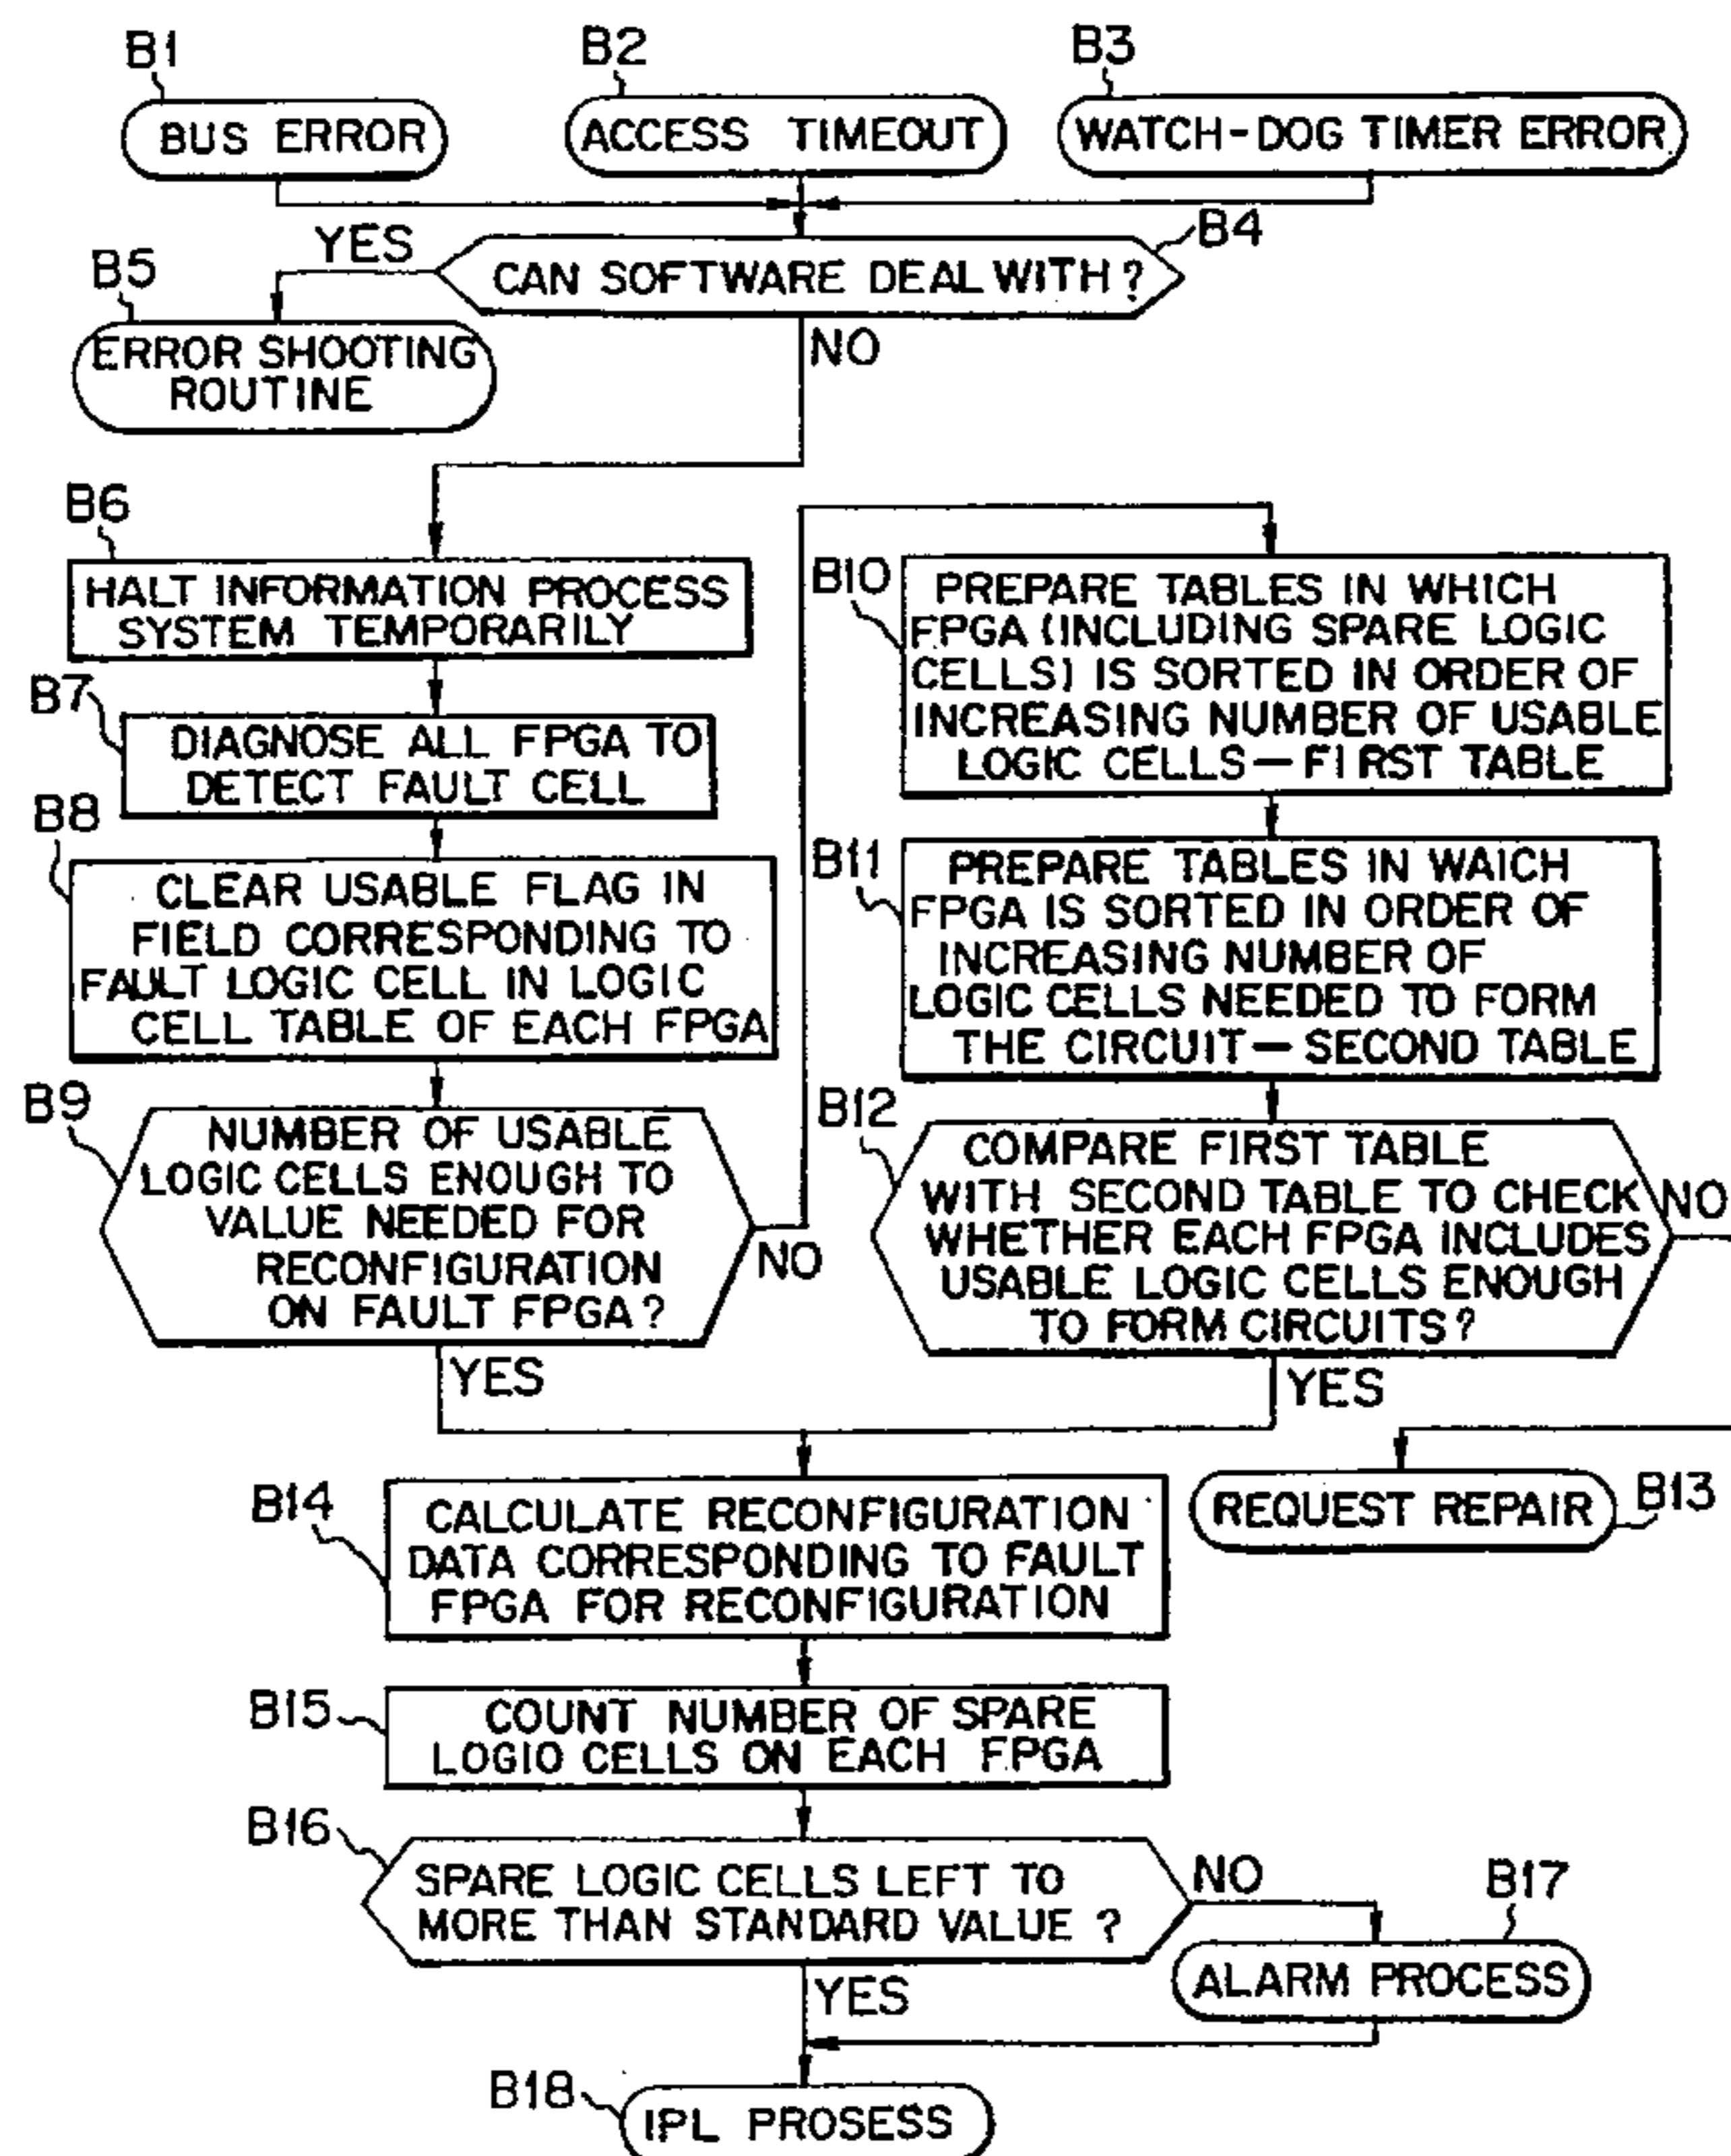 B1
BUS ERROR
B2
ACCESS TIMEOUT
B3
WATCH-DOG TIMER ERROR
B4
CAN SOFTWARE DEAL WITH?
YES
NO
B5
ERROR SHOOTING
ROUTINE
B6
HALT INFORMATION PROCESS
SYSTEM TEMPORARILY
B7
DIAGNOSE ALL FPGA TO
DETECT FAULT CELL
B8
CLEAR USABLE FLAG IN
FIELD CORRESPONDING TO
FAULT LOGIC CELL IN LOGIC
CELL TABLE OF EACH FPGA
B9
NUMBER OF USABLE
LOGIC CELLS ENOUGH TO
VALUE NEEDED FOR
RECONFIGURATION
ON FAULT FPGA?
NO
YES
B10
PREPARE TABLES IN WHICH
FPGA (INCLUDING SPARE LOGIC
CELLS) IS SORTED IN ORDER OF
INCREASING NUMBER OF USABLE
LOGIC CELLS—FIRST TABLE
B11
PREPARE TABLES IN WAICH
FPGA IS SORTED IN ORDER OF
INCREASING NUMBER OF
LOGIC CELLS NEEDED TO FORM
THE CIRCUIT—SECOND TABLE
B12
COMPARE FIRST TABLE
WITH SECOND TABLE TO CHECK
WHETHER EACH FPGA INCLUDES
USABLE LOGIC CELLS ENOUGH
TO FORM CIRCUITS?
NO
YES
REQUEST REPAIR
B13
B14
CALCULATE RECONFIGURATION
DATA CORRESPONDING TO FAULT
FPGA FOR RECONFIGURATION
B15
COUNT NUMBER OF SPARE
LOGIO CELLS ON EACH FPGA
B16
SPARE LOGIC CELLS LEFT TO
MORE THAN STANDARD VALUE ?
NO
YES
B17
ALARM PROCESS
B18
IPL PROSESS